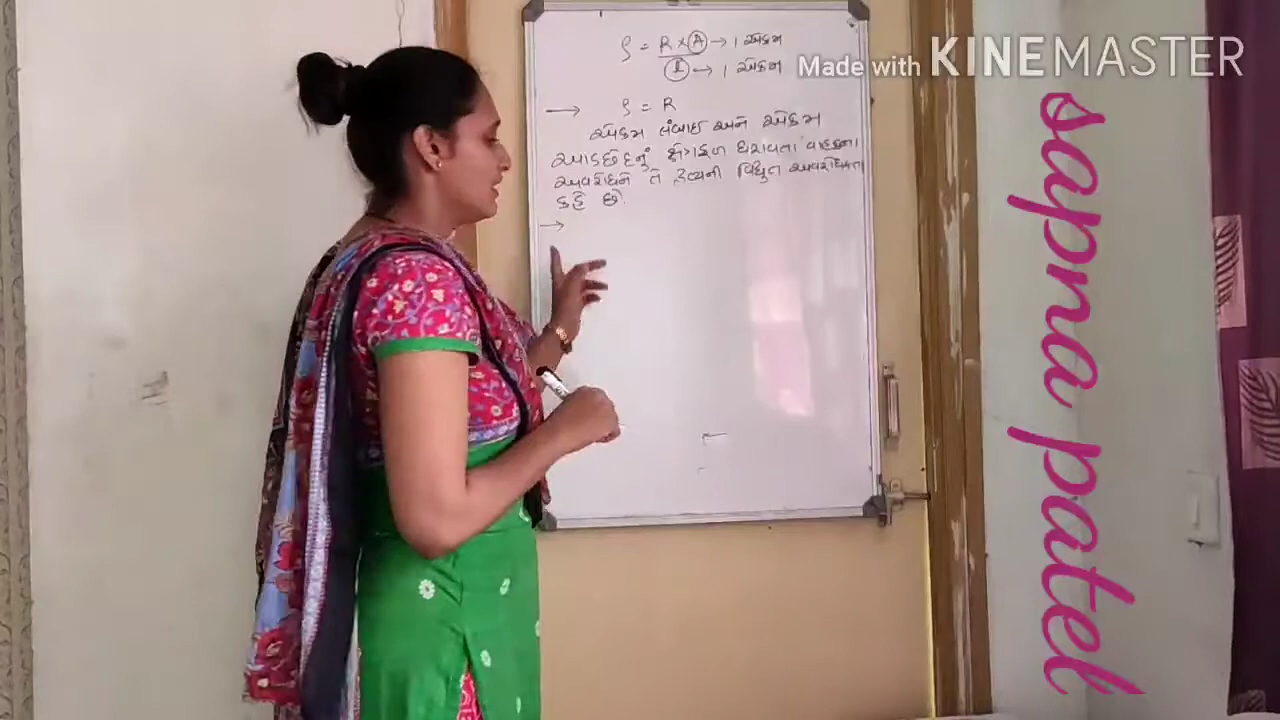 ρ = R × A → 1 એકમ
l → 1 એકમ
→ ρ = R
એકમ લંબાઈ અને એકમ
આડછેદનું ક્ષેત્રફળ ધરાવતા વાહકના
અવરોધને તે દ્રવ્યની વિદ્યુત અવરોધકતા
કહે છે.
→
Made with KINEMASTER
sapna patel